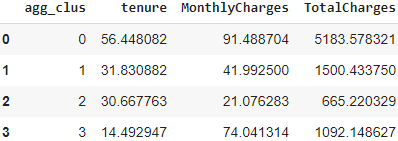 agg_clus tenure MonthlyCharges TotalCharges
0 0 56.448082 91.488704 5183.578321
1 1 31.830882 41.992500 1500.433750
2 2 30.667763 21.076283 665.220329
3 3 14.492947 74.041314 1092.148627